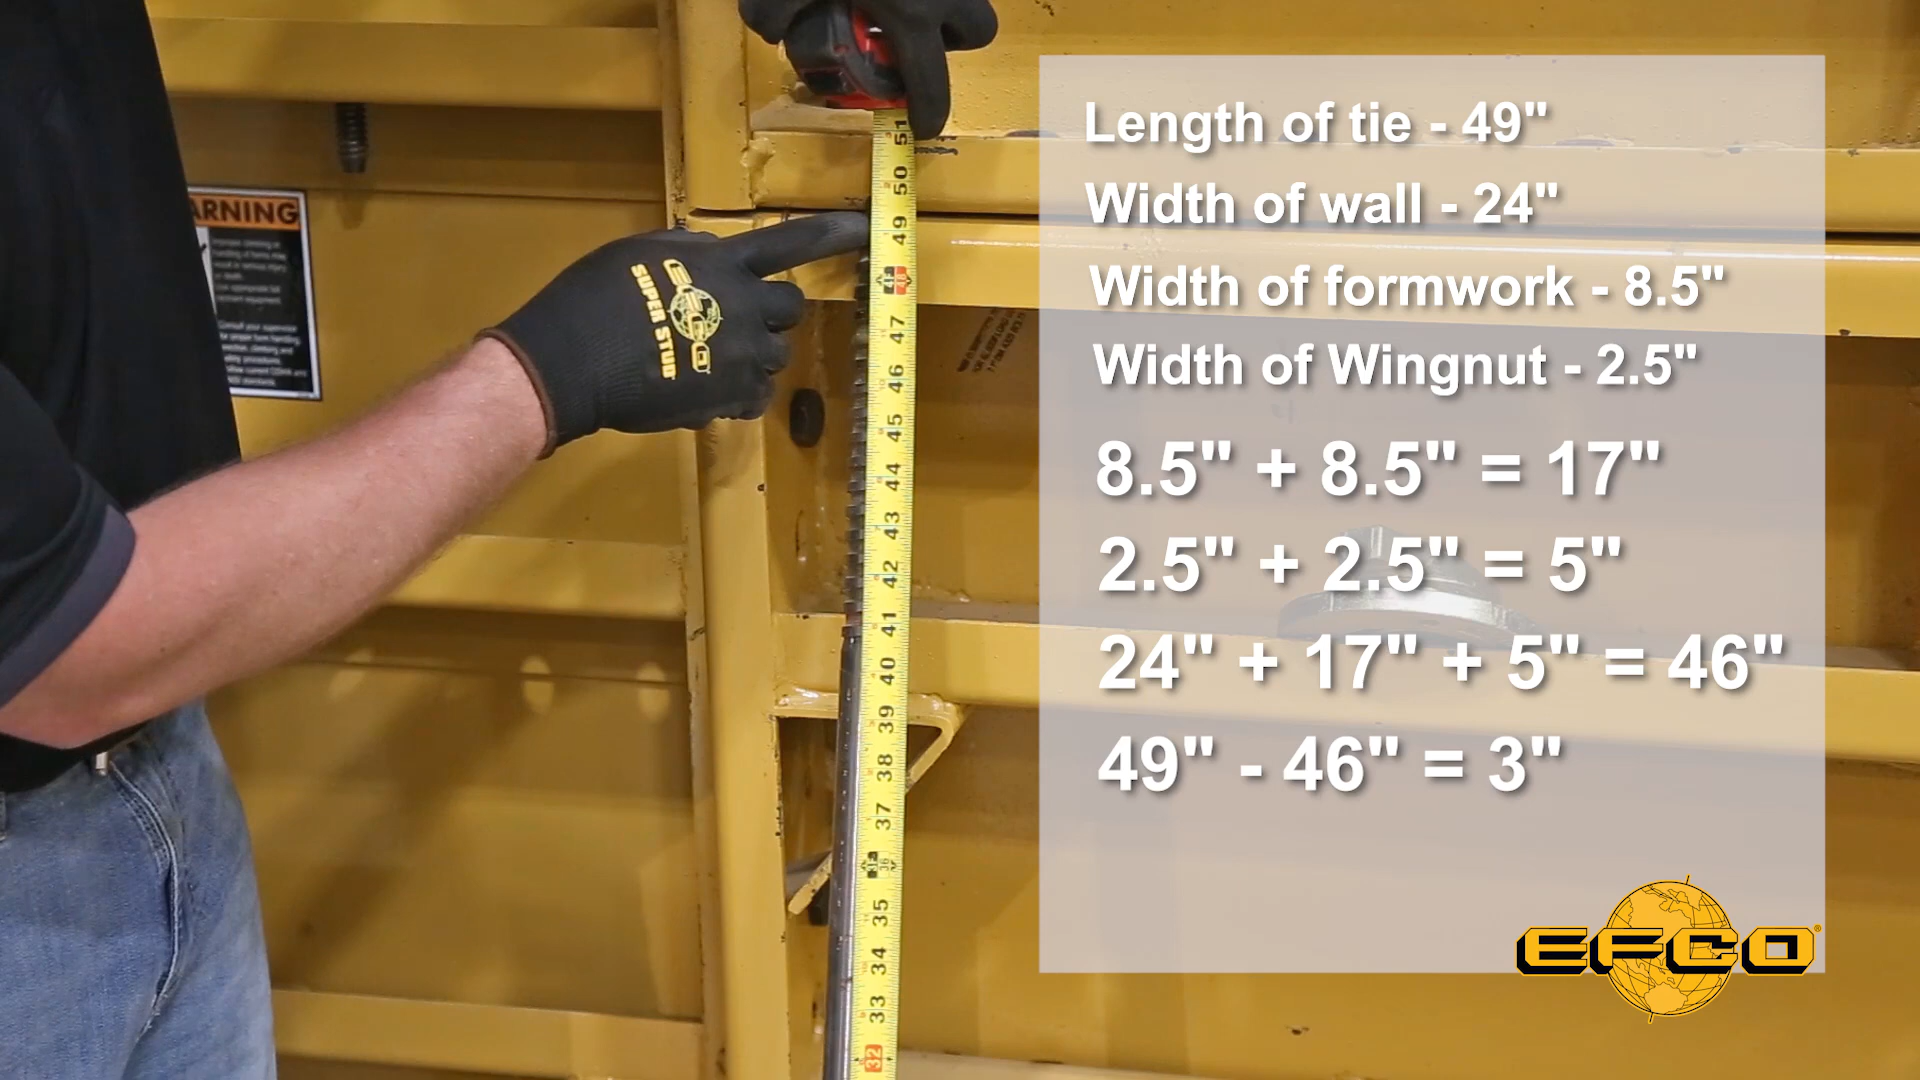 Length of tie - 49"
Width of wall - 24"
Width of formwork - 8.5"
Width of Wingnut - 2.5"
8.5" + 8.5" = 17"
2.5" + 2.5" = 5"
24" + 17" + 5" = 46"
49" - 46" = 3"
EFCO®
ARNING
EFCO
SUPER STUD
51
50
49
48
47
46
45
44
43
42
41
40
39
38
37
36
35
34
33
32